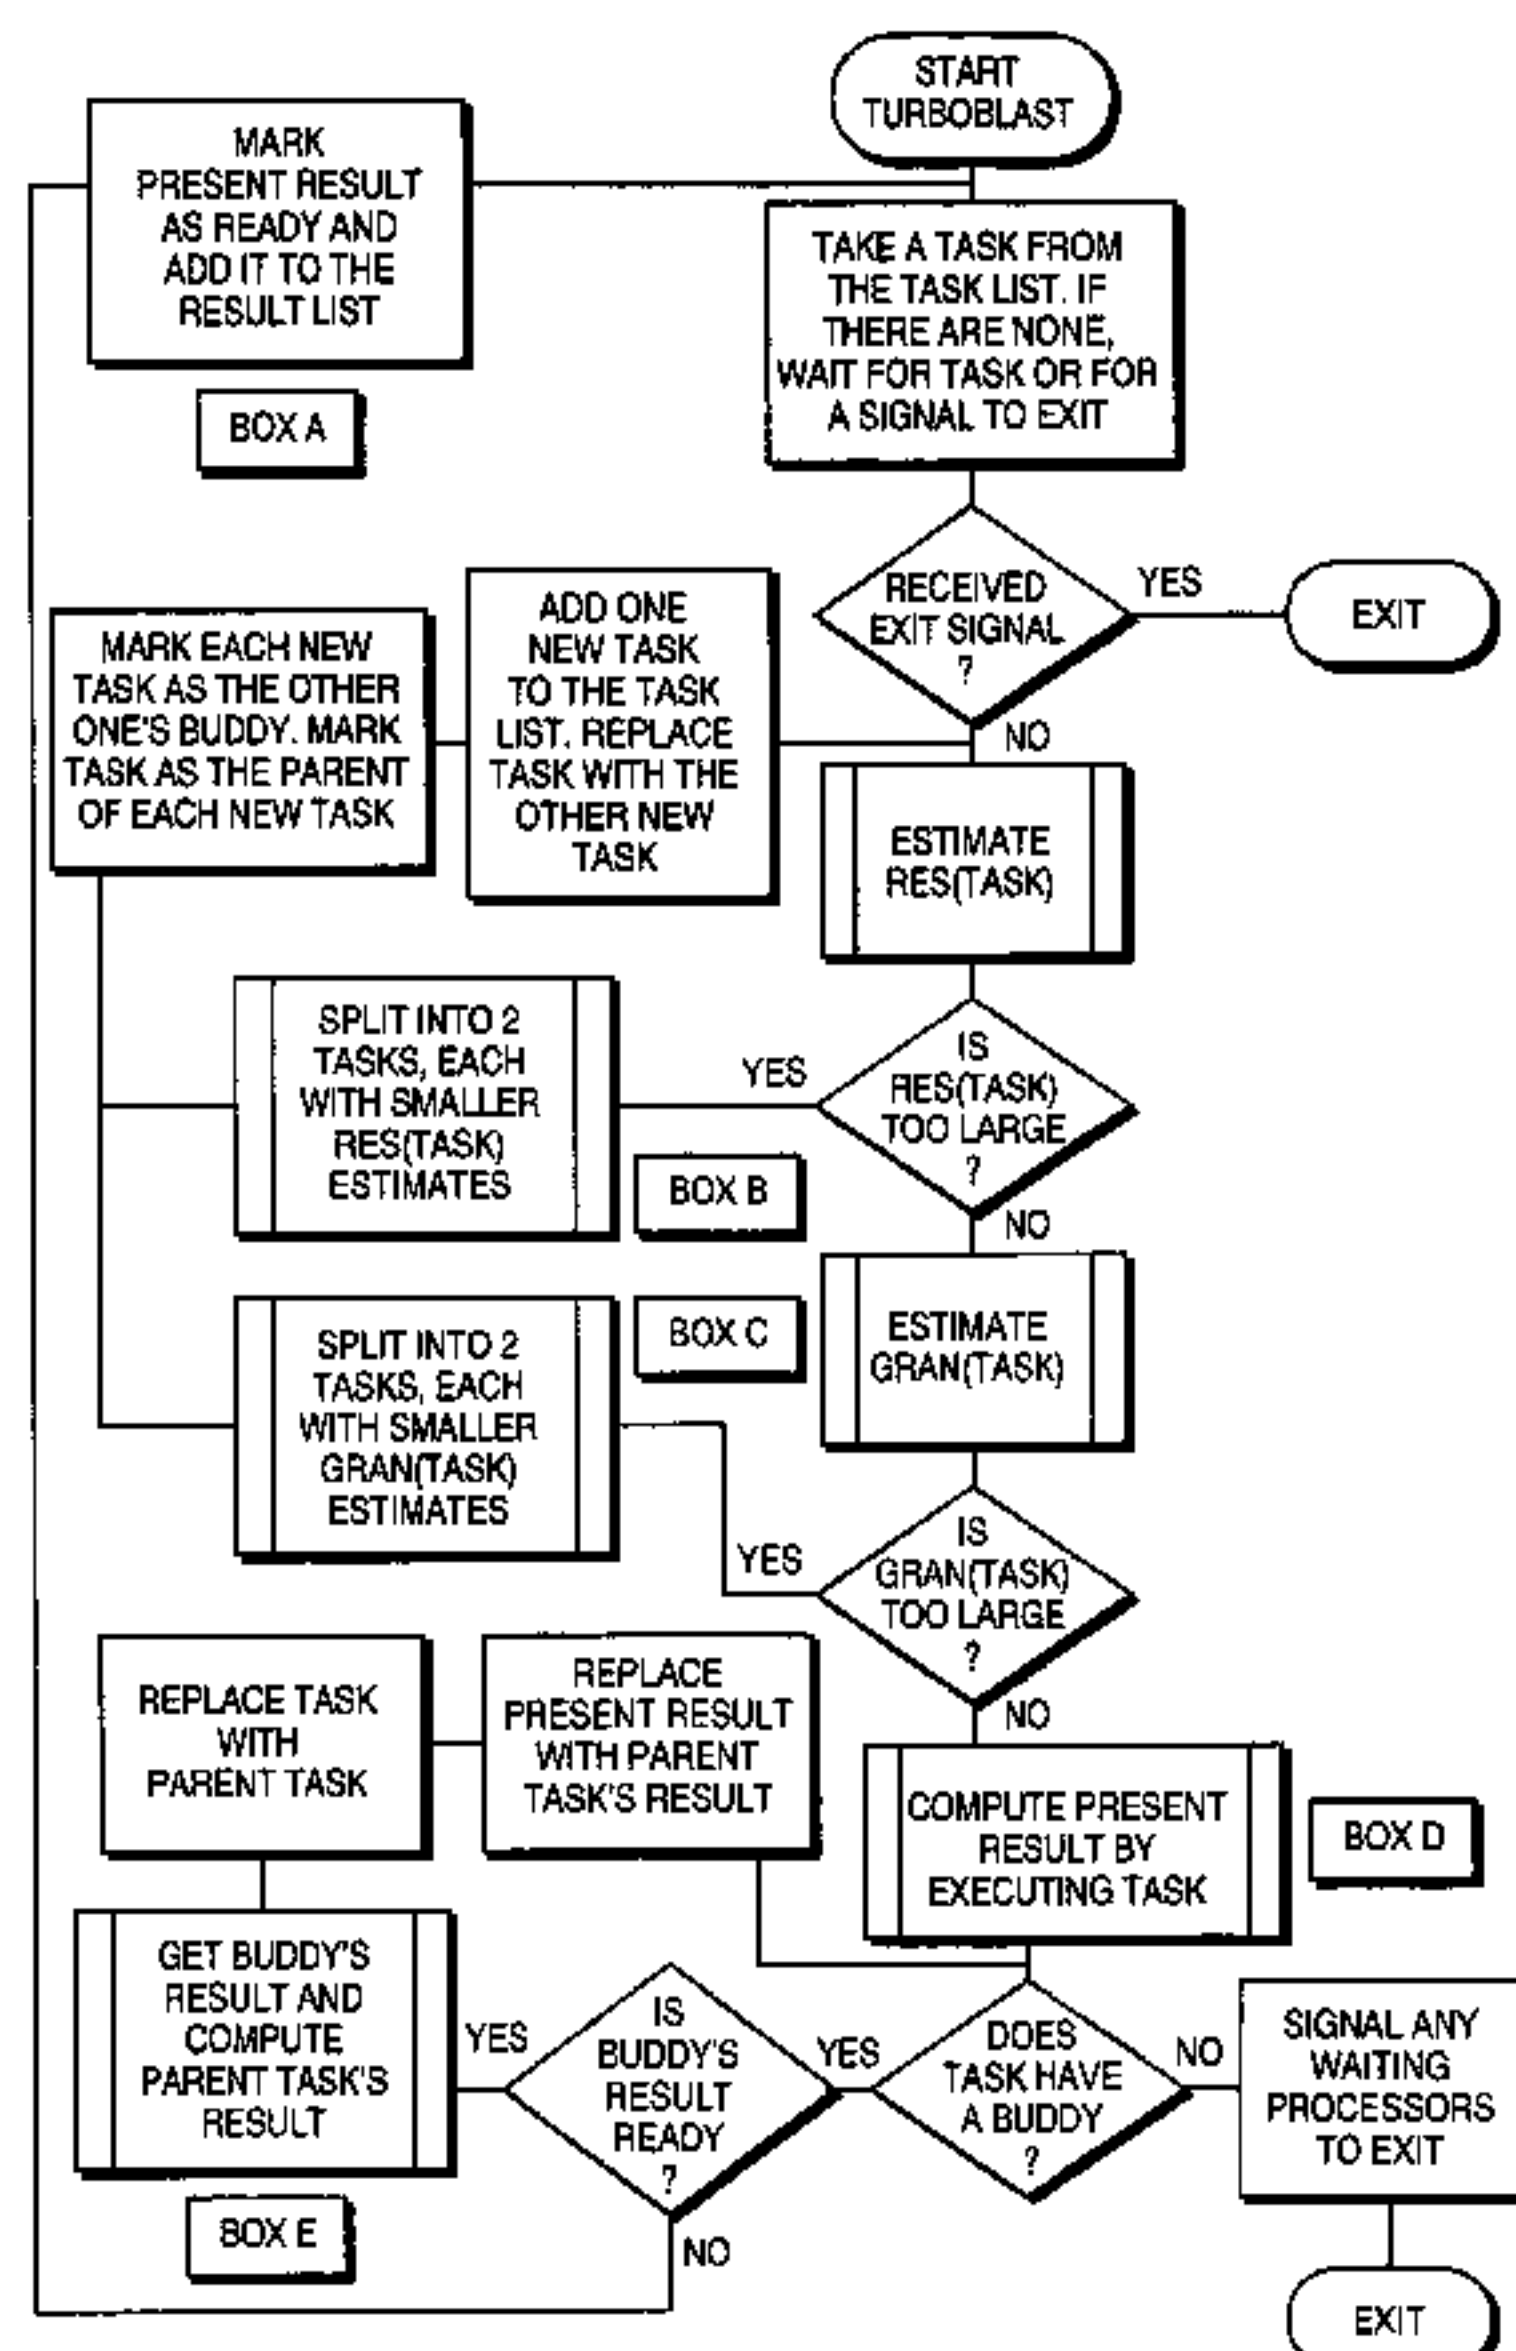 START
TURBOBLAST
MARK
PRESENT RESULT
AS READY AND
ADD IT TO THE
RESULT LIST
BOX A
TAKE A TASK FROM
THE TASK LIST. IF
THERE ARE NONE,
WAIT FOR TASK OR FOR
A SIGNAL TO EXIT
RECEIVED
EXIT SIGNAL
?
YES
EXIT
NO
ADD ONE
NEW TASK
TO THE TASK
LIST. REPLACE
TASK WITH THE
OTHER NEW
TASK
MARK EACH NEW
TASK AS THE OTHER
ONE'S BUDDY. MARK
TASK AS THE PARENT
OF EACH NEW TASK
ESTIMATE
RES(TASK)
IS
RES(TASK)
TOO LARGE
?
YES
NO
SPLIT INTO 2
TASKS, EACH
WITH SMALLER
RES(TASK)
ESTIMATES
BOX B
BOX C
ESTIMATE
GRAN(TASK)
SPLIT INTO 2
TASKS, EACH
WITH SMALLER
GRAN(TASK)
ESTIMATES
IS
GRAN(TASK)
TOO LARGE
?
YES
NO
REPLACE TASK
WITH
PARENT TASK
REPLACE
PRESENT RESULT
WITH PARENT
TASK'S RESULT
COMPUTE PRESENT
RESULT BY
EXECUTING TASK
BOX D
GET BUDDY'S
RESULT AND
COMPUTE
PARENT TASK'S
RESULT
BOX E
YES
IS
BUDDY'S
RESULT
READY
?
NO
YES
DOES
TASK HAVE
A BUDDY
?
NO
SIGNAL ANY
WAITING
PROCESSORS
TO EXIT
EXIT